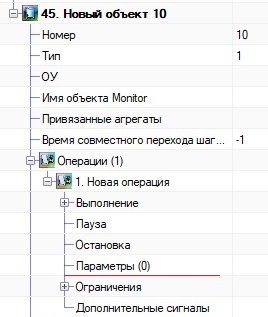 45. Новый объект 10
Номер 10
Тип 1
ОУ
Имя объекта Monitor
Привязанные агрегаты
Время совместного перехода шаг... -1
Операции (1)
1. Новая операция
Выполнение
Пауза
Остановка
Параметры (0)
Ограничения
Дополнительные сигналы